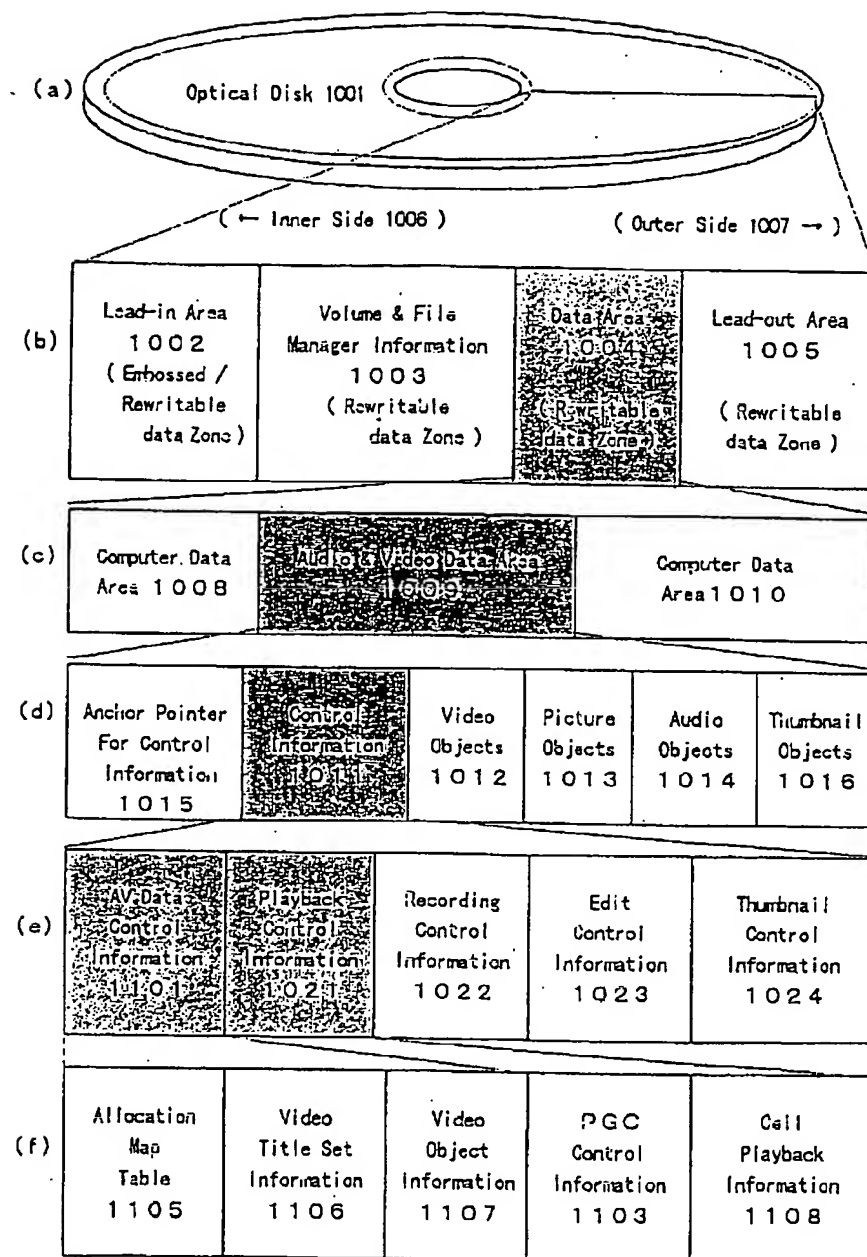 (a)
Optical Disk 1001
( ← Inner Side 1006 )
( Outer Side 1007 → )
(b)
Lead-in Area
1002
( Embossed /
Rewritable
data Zone )
Volume & File
Manager Information
1003
( Rewritable
data Zone )
Data Area
1004
( Rewritable
data Zone )
Lead-out Area
1005
( Rewritable
data Zone )
(c)
Computer Data
Area 1008
Audio & Video Data Area
1009
Computer Data
Area 1010
(d)
Anchor Pointer
For Control
Information
1015
Control
Information
1011
Video
Objects
1012
Picture
Objects
1013
Audio
Objects
1014
Thumbnail
Objects
1016
(e)
AV Data
Control
Information
1101
Playback
Control
Information
1021
Recording
Control
Information
1022
Edit
Control
Information
1023
Thumbnail
Control
Information
1024
(f)
Allocation
Map
Table
1105
Video
Title Set
Information
1106
Video
Object
Information
1107
PGC
Control
Information
1103
Cell
Playback
Information
1108